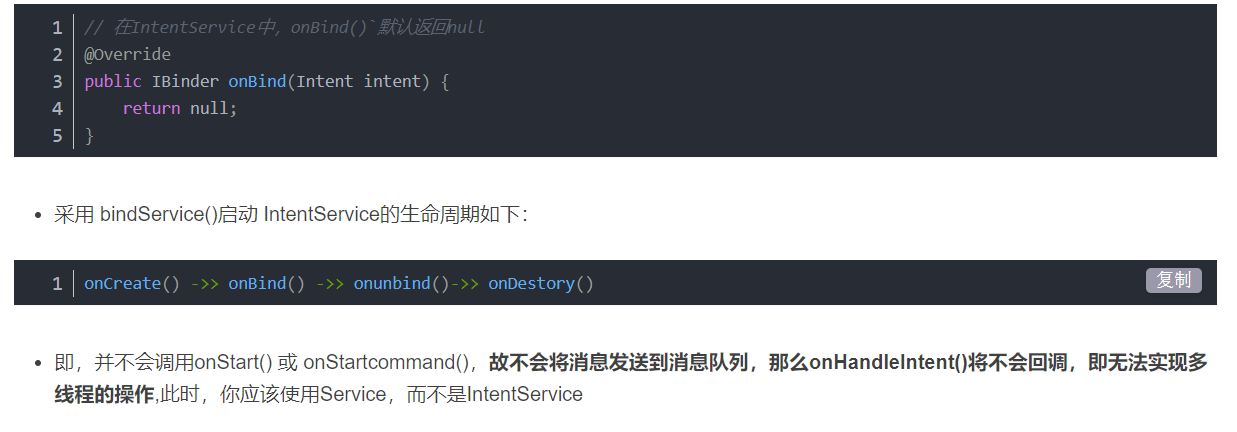 1 // 在IntentService中，onBind()`默认返回null
2 @Override
3 public IBinder onBind(Intent intent) {
4 return null;
5 }
• 采用 bindService()启动 IntentService的生命周期如下：
1 onCreate() ->> onBind() ->> onunbind()->> onDestory()
复制
• 即，并不会调用onStart() 或 onStartcommand()，故不会将消息发送到消息队列，那么onHandleIntent()将不会回调，即无法实现多
线程的操作,此时，你应该使用Service，而不是IntentService